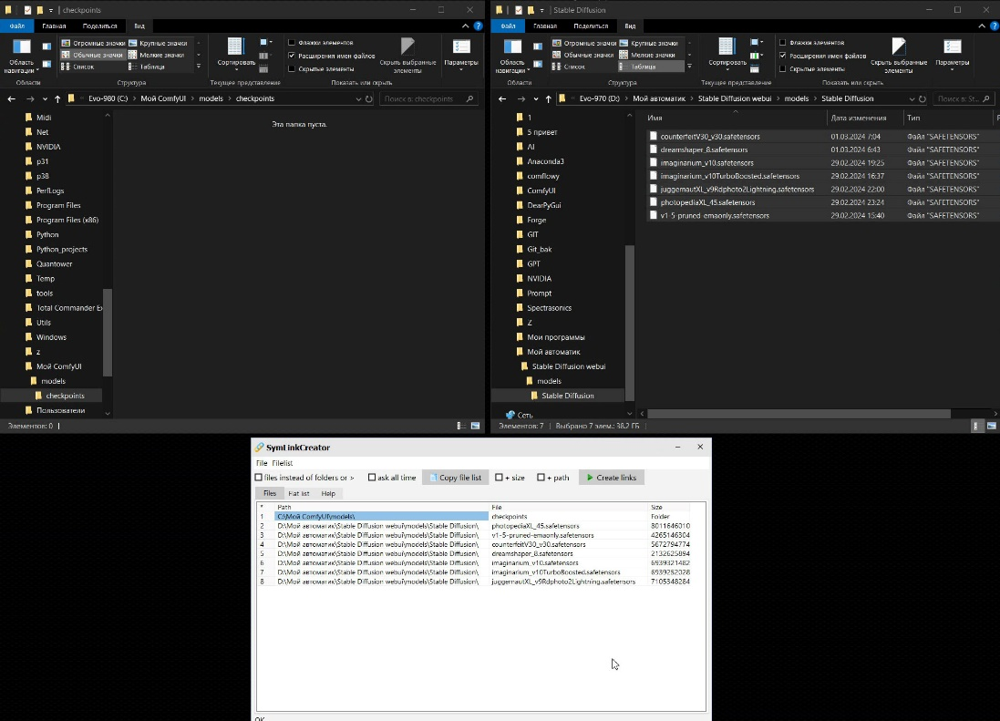 checkpoints
Файл Главная Поделиться Вид
Область навигации
Огромные значки Крупные значки
Обычные значки Мелкие значки
Список Таблица
Сортировать
Флажки элементов
Расширения имен файлов
Скрытые элементы
Скрыть выбранные элементы
Параметры
Области Структура Текущее представление Показать или скрыть
Evo-980 (C:) > Мой ComfyUI > models > checkpoints
Поиск в: checkpoints
Midi
Net
NVIDIA
p31
p38
PerfLogs
Program Files
Program Files (x86)
Python
Python_projects
Quantower
Temp
tools
Total Commander Ex
Utils
Windows
z
Мой ComfyUI
models
checkpoints
Пользователи
Эта папка пуста.
Элементов: 0
Stable Diffusion
Файл Главная Поделиться Вид
Область навигации
Огромные значки Крупные значки
Обычные значки Мелкие значки
Список Таблица
Сортировать
Флажки элементов
Расширения имен файлов
Скрытые элементы
Скрыть выбранные элементы
Параметры
Области Структура Текущее представление Показать или скрыть
Evo-970 (D:) > Мой автоматик > Stable Diffusion webui > models > Stable Diffusion
Поиск в: St...
1
5 привет
AI
Anaconda3
comflowy
ComfyUI
DearPyGui
Forge
GIT
Git_bak
GPT
NVIDIA
Prompt
Spectrasonics
Z
Мои программы
Мой автоматик
Stable Diffusion webui
models
Stable Diffusion
Сеть
Имя Дата изменения Тип
counterfeitV30_v30.safetensors 01.03.2024 7:04 Файл "SAFETENSORS"
dreamshaper_8.safetensors 01.03.2024 6:43 Файл "SAFETENSORS"
imaginarium_v10.safetensors 29.02.2024 19:25 Файл "SAFETENSORS"
imaginarium_v10TurboBoosted.safetensors 29.02.2024 16:37 Файл "SAFETENSORS"
juggernautXL_v9Rdphoto2Lightning.safetensors 29.02.2024 22:00 Файл "SAFETENSORS"
photopediaXL_45.safetensors 29.02.2024 23:24 Файл "SAFETENSORS"
v1-5-pruned-emaonly.safetensors 29.02.2024 15:40 Файл "SAFETENSORS"
Элементов: 7 Выбрано 7 элем.: 38.2 ГБ
SymLinkCreator
File Filelist
files instead of folders or > ask all time Copy file list + size + path Create links
Files Flat list Help
* Path File Size
1 C:\Мой ComfyUI\models\ checkpoints Folder
2 D:\Мой автоматик\Stable Diffusion webui\models\Stable Diffusion\ photopediaXL_45.safetensors 8011646010
3 D:\Мой автоматик\Stable Diffusion webui\models\Stable Diffusion\ v1-5-pruned-emaonly.safetensors 4265146304
4 D:\Мой автоматик\Stable Diffusion webui\models\Stable Diffusion\ counterfeitV30_v30.safetensors 5672794774
5 D:\Мой автоматик\Stable Diffusion webui\models\Stable Diffusion\ dreamshaper_8.safetensors 2132625894
6 D:\Мой автоматик\Stable Diffusion webui\models\Stable Diffusion\ imaginarium_v10.safetensors 6939321482
7 D:\Мой автоматик\Stable Diffusion webui\models\Stable Diffusion\ imaginarium_v10TurboBoosted.safetensors 6939252028
8 D:\Мой автоматик\Stable Diffusion webui\models\Stable Diffusion\ juggernautXL_v9Rdphoto2Lightning.safetensors 7105348284
OK